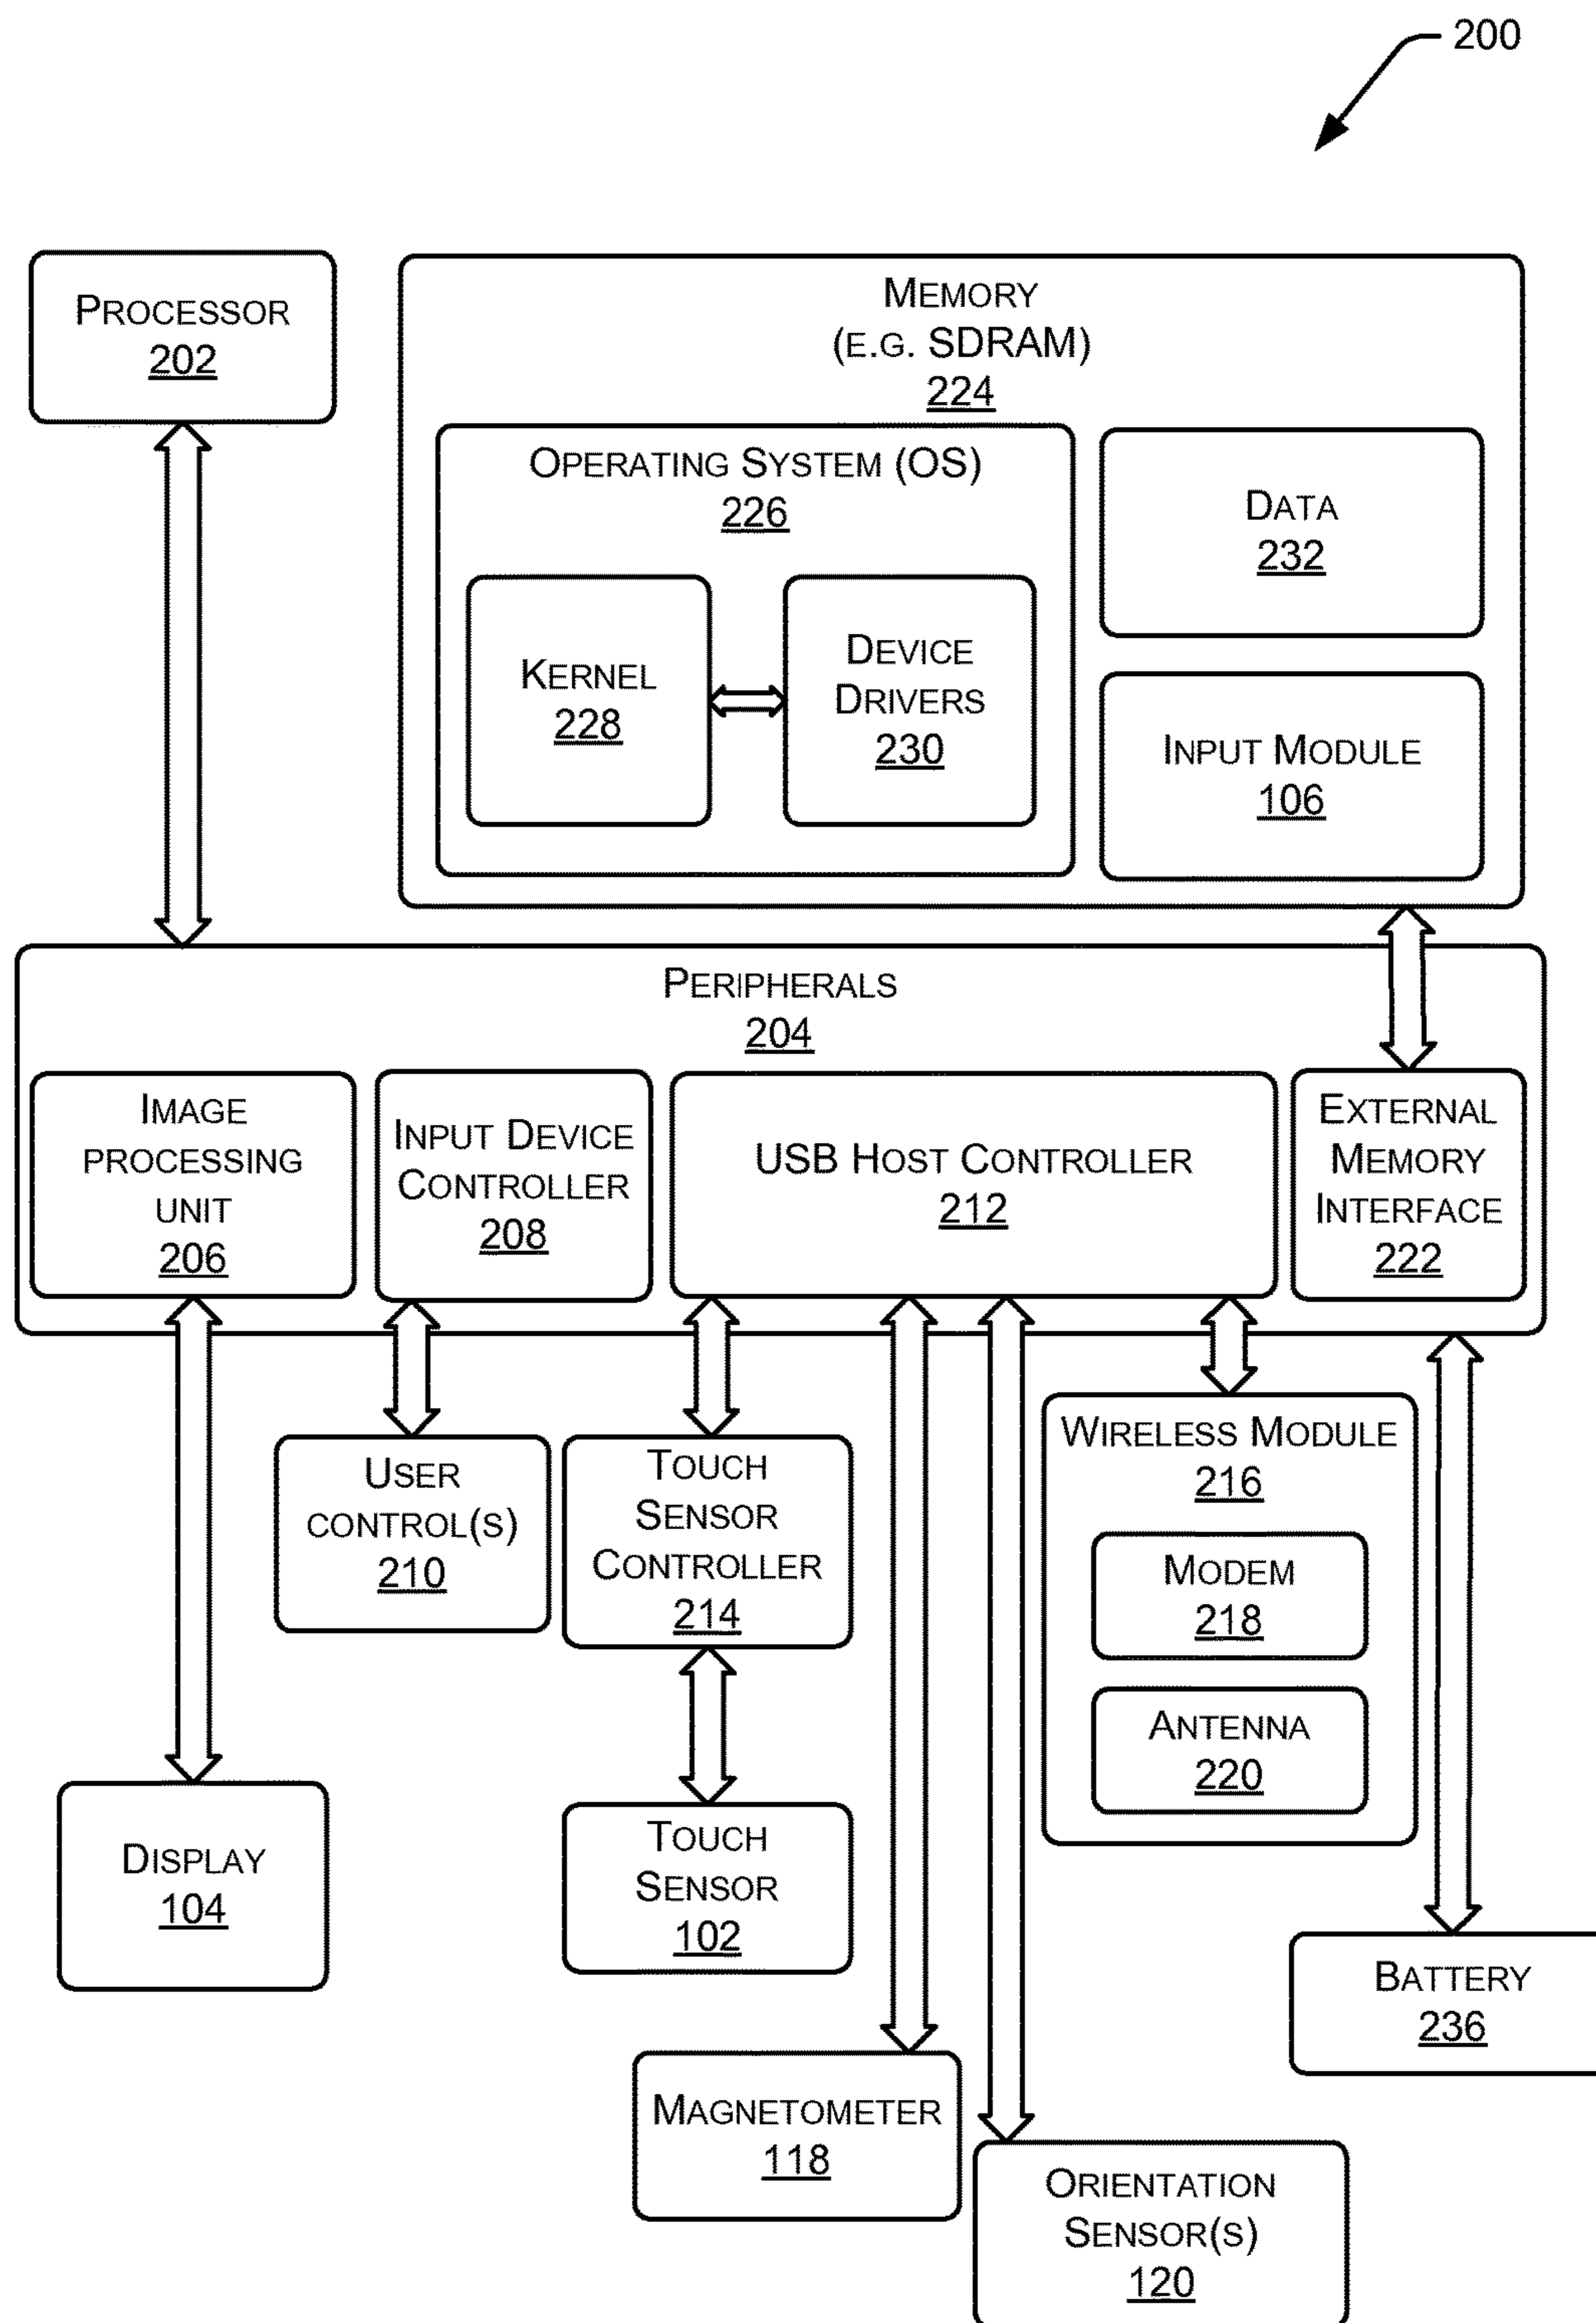 200
PROCESSOR
202
MEMORY
(E.G. SDRAM)
224
OPERATING SYSTEM (OS)
226
KERNEL
228
DEVICE
DRIVERS
230
DATA
232
INPUT MODULE
106
PERIPHERALS
204
IMAGE
PROCESSING
UNIT
206
INPUT DEVICE
CONTROLLER
208
USB HOST CONTROLLER
212
EXTERNAL
MEMORY
INTERFACE
222
USER
CONTROL(S)
210
TOUCH
SENSOR
CONTROLLER
214
WIRELESS MODULE
216
MODEM
218
ANTENNA
220
DISPLAY
104
TOUCH
SENSOR
102
BATTERY
236
MAGNETOMETER
118
ORIENTATION
SENSOR(S)
120